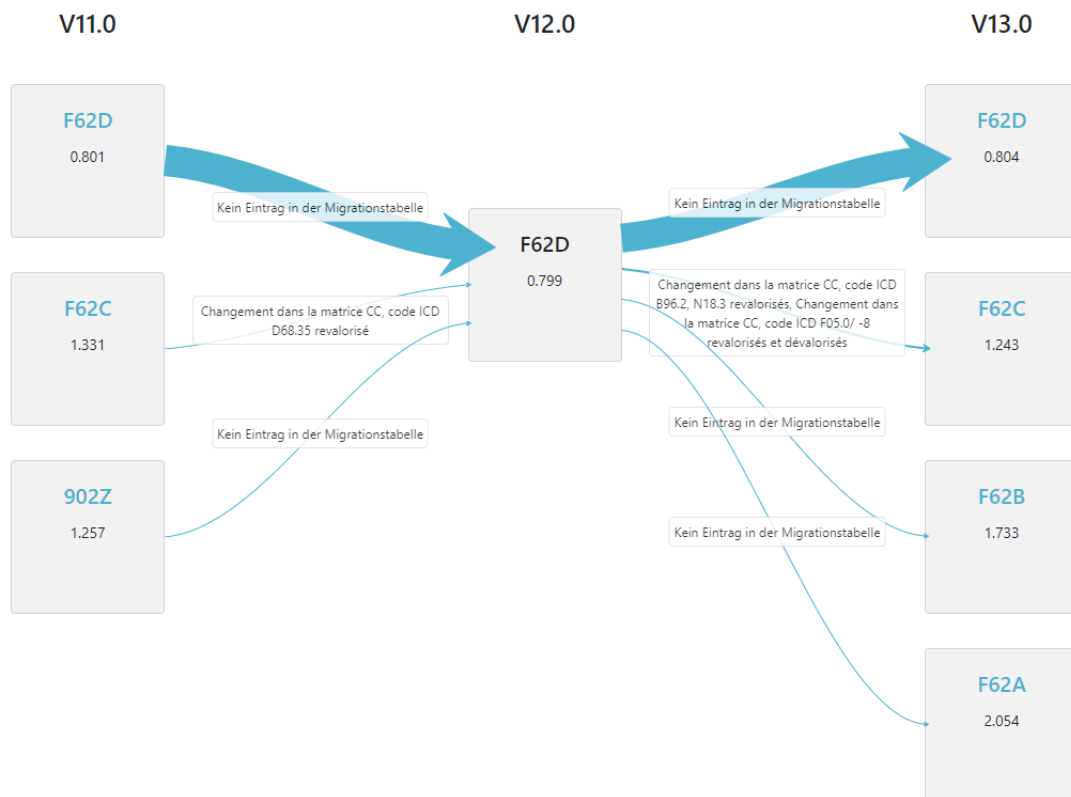 V11.0
V12.0
V13.0
F62D
0.801
F62C
1.331
902Z
1.257
Kein Eintrag in der Migrationstabelle
Changement dans la matrice CC, code ICD
D68.35 revalorisé
Kein Eintrag in der Migrationstabelle
F62D
0.799
Kein Eintrag in der Migrationstabelle
Changement dans la matrice CC, code ICD
B96.2, N18.3 revalorisés, Changement dans
la matrice CC, code ICD F05.0/ -8
revalorisés et dévalorisés
Kein Eintrag in der Migrationstabelle
Kein Eintrag in der Migrationstabelle
F62D
0.804
F62C
1.243
F62B
1.733
F62A
2.054